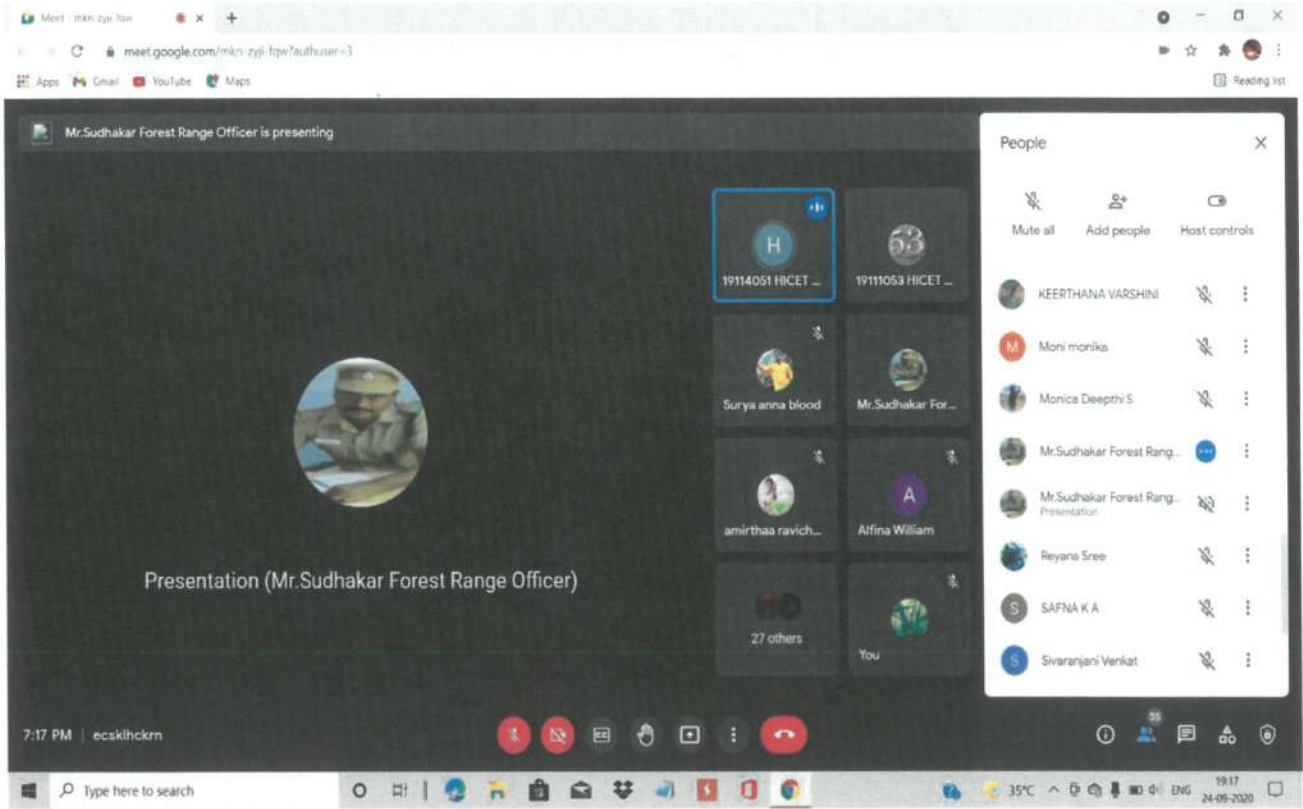 Meet - mkn-zyji-fqw
meet.google.com/mkn-zyji-fqw?authuser=3
Apps Gmail YouTube Maps
Reading list
Mr.Sudhakar Forest Range Officer is presenting
People
Mute all Add people Host controls
H
19114051 HICET ...
53
19111053 HICET ...
KEERTHANA VARSHINI
M Moni monika
Surya anna blood
Mr.Sudhakar For...
Monica Deepthi S
Mr.Sudhakar Forest Rang...
amirthaa ravich...
A
Alfina William
Mr.Sudhakar Forest Rang...
Presentation
Reyana Sree
Presentation (Mr.Sudhakar Forest Range Officer)
27 others
You
S SAFNA K A
S Sivaranjani Venkat
7:17 PM | ecsklhckrn
CC
35
Type here to search
35°C
ENG
19:17
24-09-2020